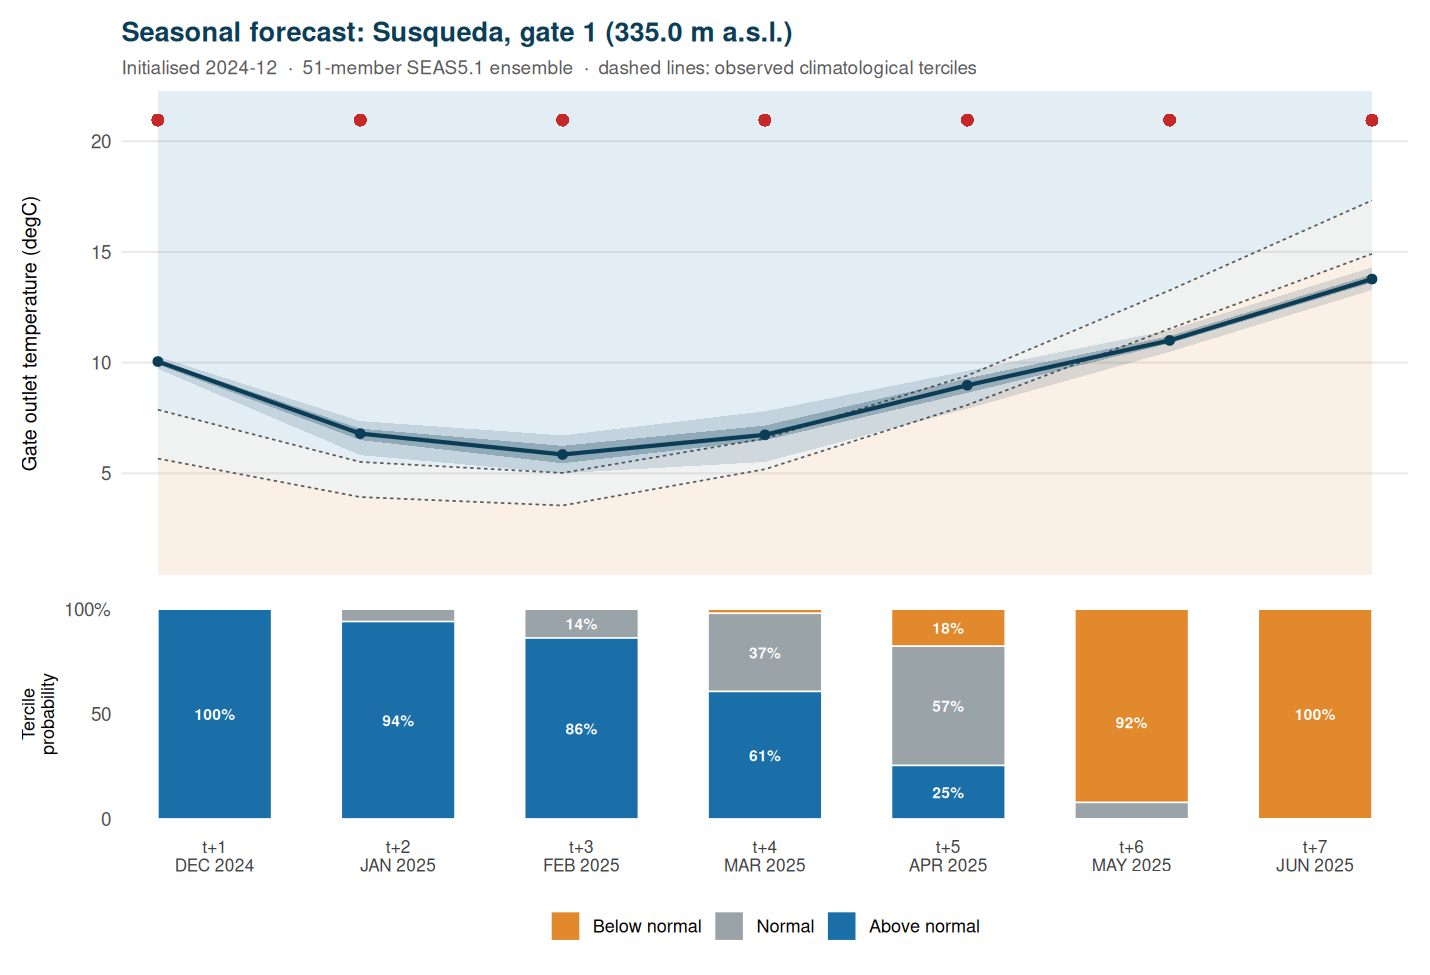 Seasonal forecast: Susqueda, gate 1 (335.0 m a.s.l.)
Initialised 2024-12 · 51-member SEAS5.1 ensemble · dashed lines: observed climatological terciles
Gate outlet temperature (degC)
20
15
10
5
Tercile
probability
100%
50
0
100%
94%
14%
86%
37%
61%
18%
57%
25%
92%
100%
t+1
DEC 2024
t+2
JAN 2025
t+3
FEB 2025
t+4
MAR 2025
t+5
APR 2025
t+6
MAY 2025
t+7
JUN 2025
Below normal
Normal
Above normal